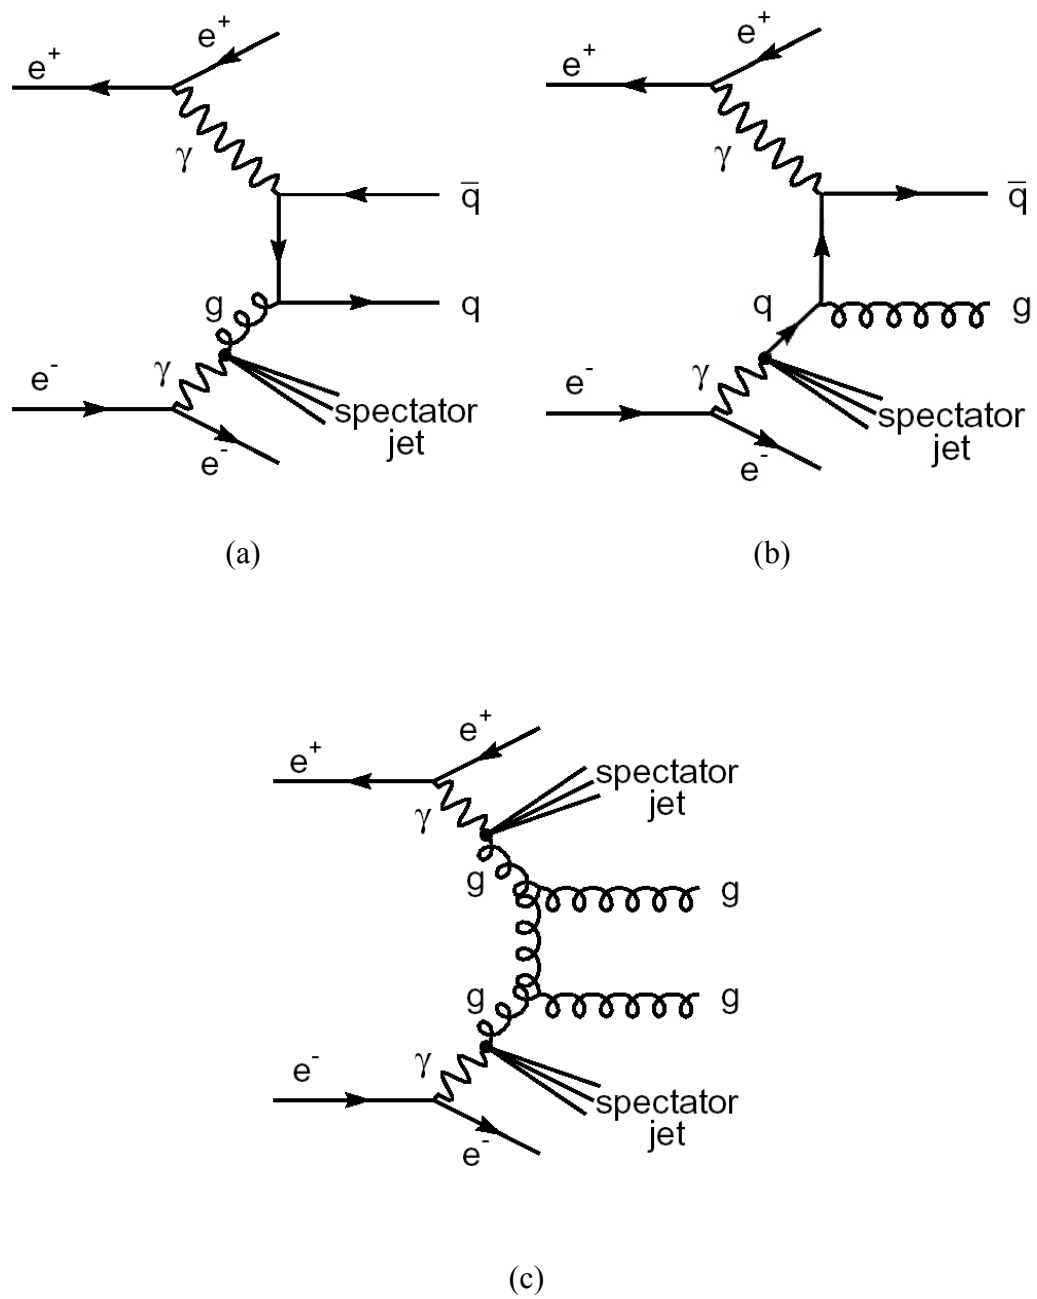 e⁺ e⁺
γ
q̄
g q
γ
e⁻
spectator
jet
e⁻
(a)
e⁺ e⁺
γ
q̄
q g
γ
e⁻
spectator
jet
e⁻
(b)
e⁺ e⁺
spectator
jet
γ
g g
g g
γ
e⁻
spectator
jet
e⁻
(c)